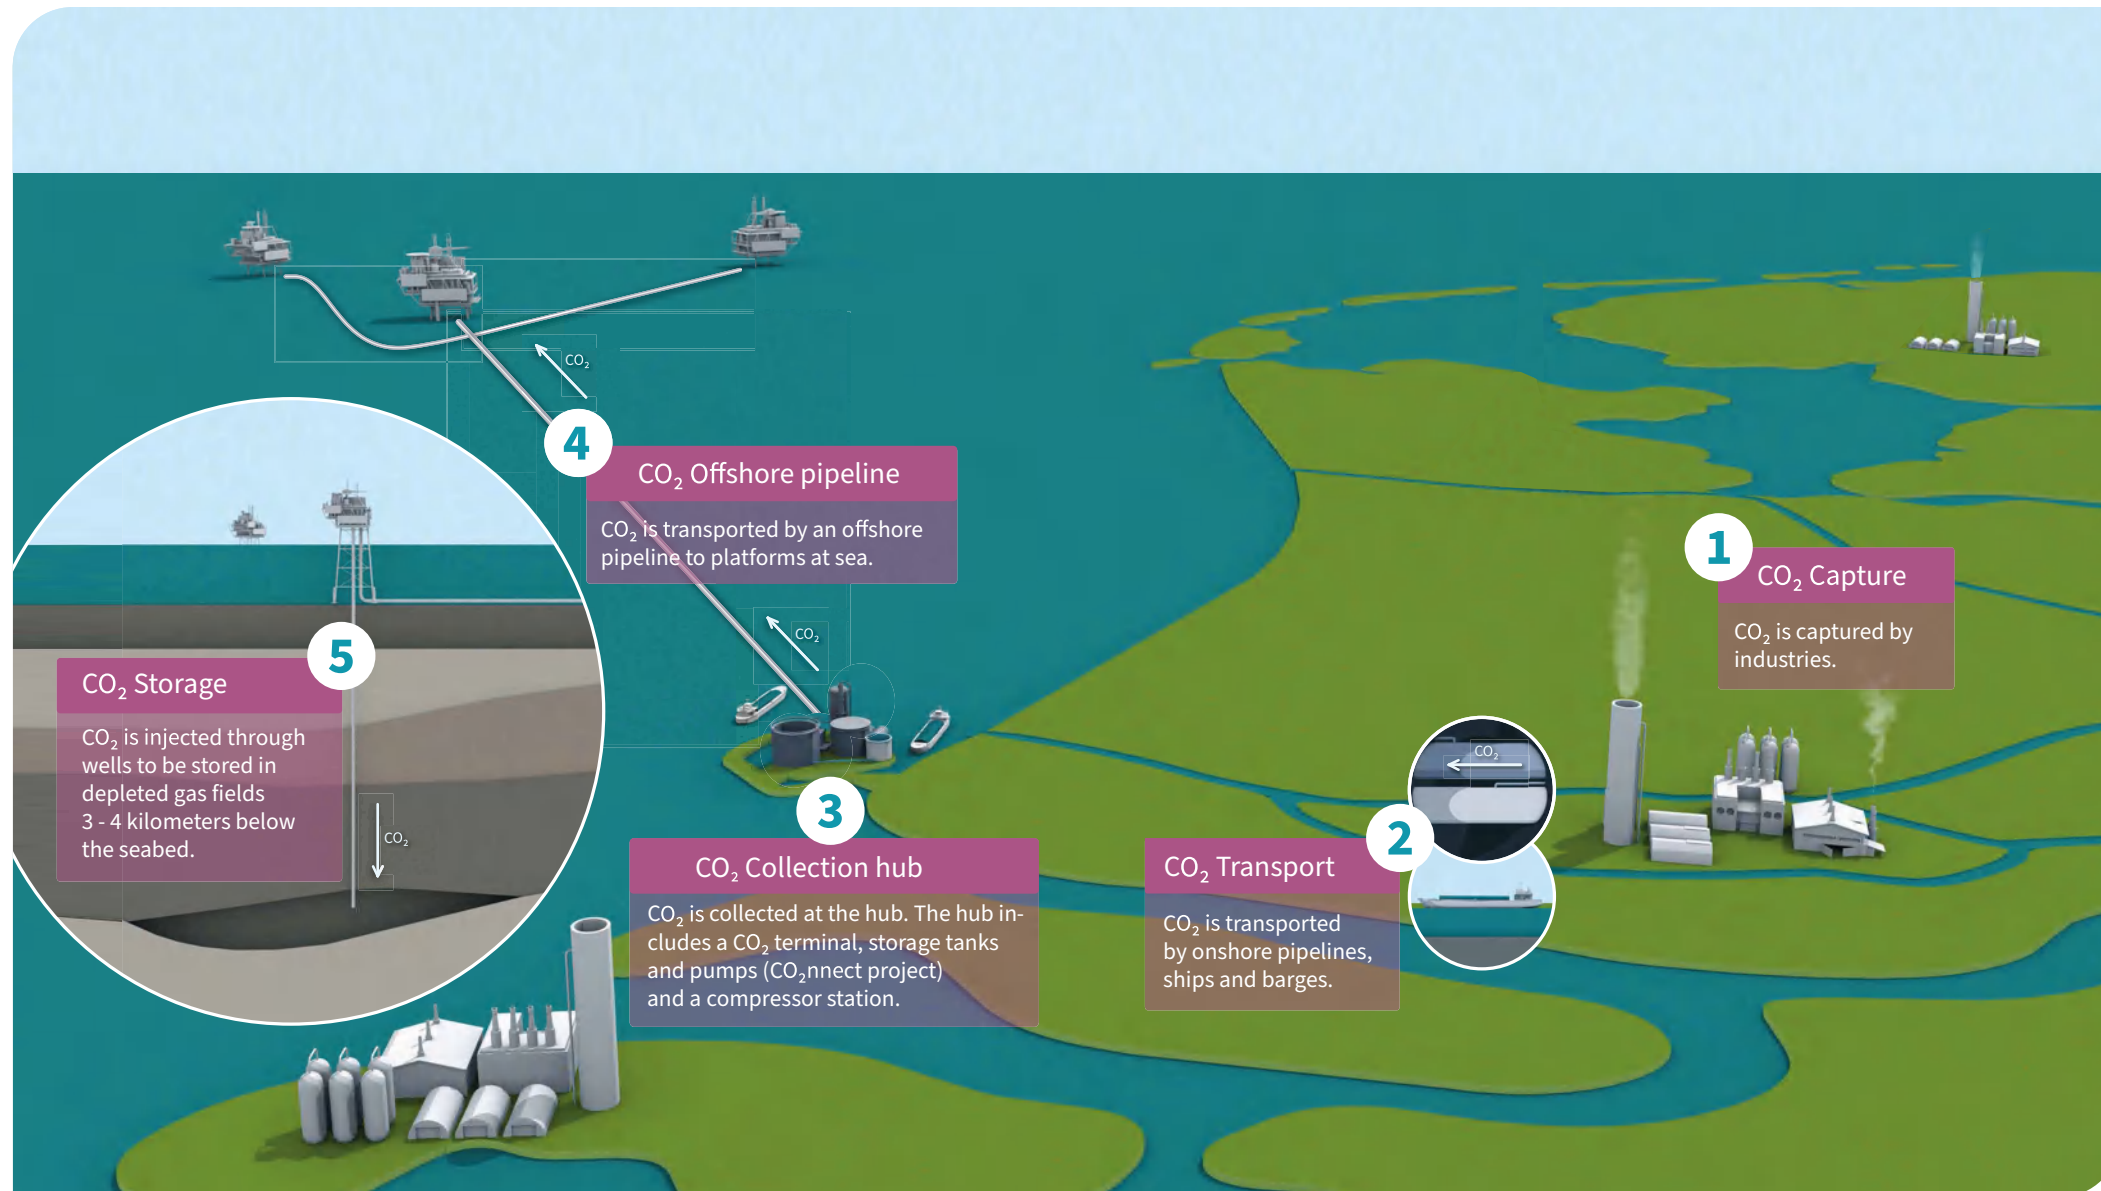 1
CO₂ Capture
CO₂ is captured by
industries.
2
CO₂ Transport
CO₂ is transported
by onshore pipelines,
ships and barges.
CO₂
3
CO₂ Collection hub
CO₂ is collected at the hub. The hub in-
cludes a CO₂ terminal, storage tanks
and pumps (CO₂nnect project)
and a compressor station.
CO₂
4
CO₂ Offshore pipeline
CO₂ is transported by an offshore
pipeline to platforms at sea.
CO₂
5
CO₂ Storage
CO₂ is injected through
wells to be stored in
depleted gas fields
3 - 4 kilometers below
the seabed.
CO₂